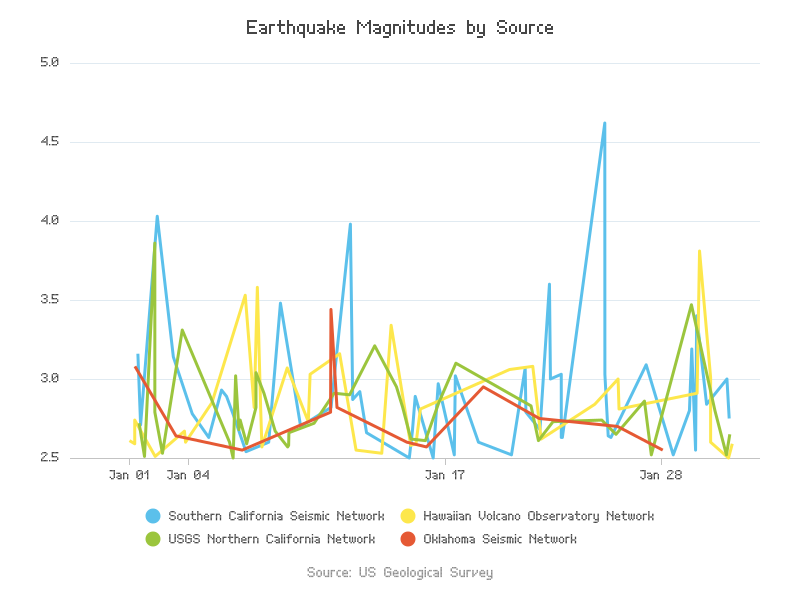 Earthquake Magnitudes by Source
5.0
4.5
4.0
3.5
3.0
2.5
Jan 01 Jan 04 Jan 17 Jan 28
Southern California Seismic Network Hawaiian Volcano Observatory Network
USGS Northern California Network Oklahoma Seismic Network
Source: US Geological Survey